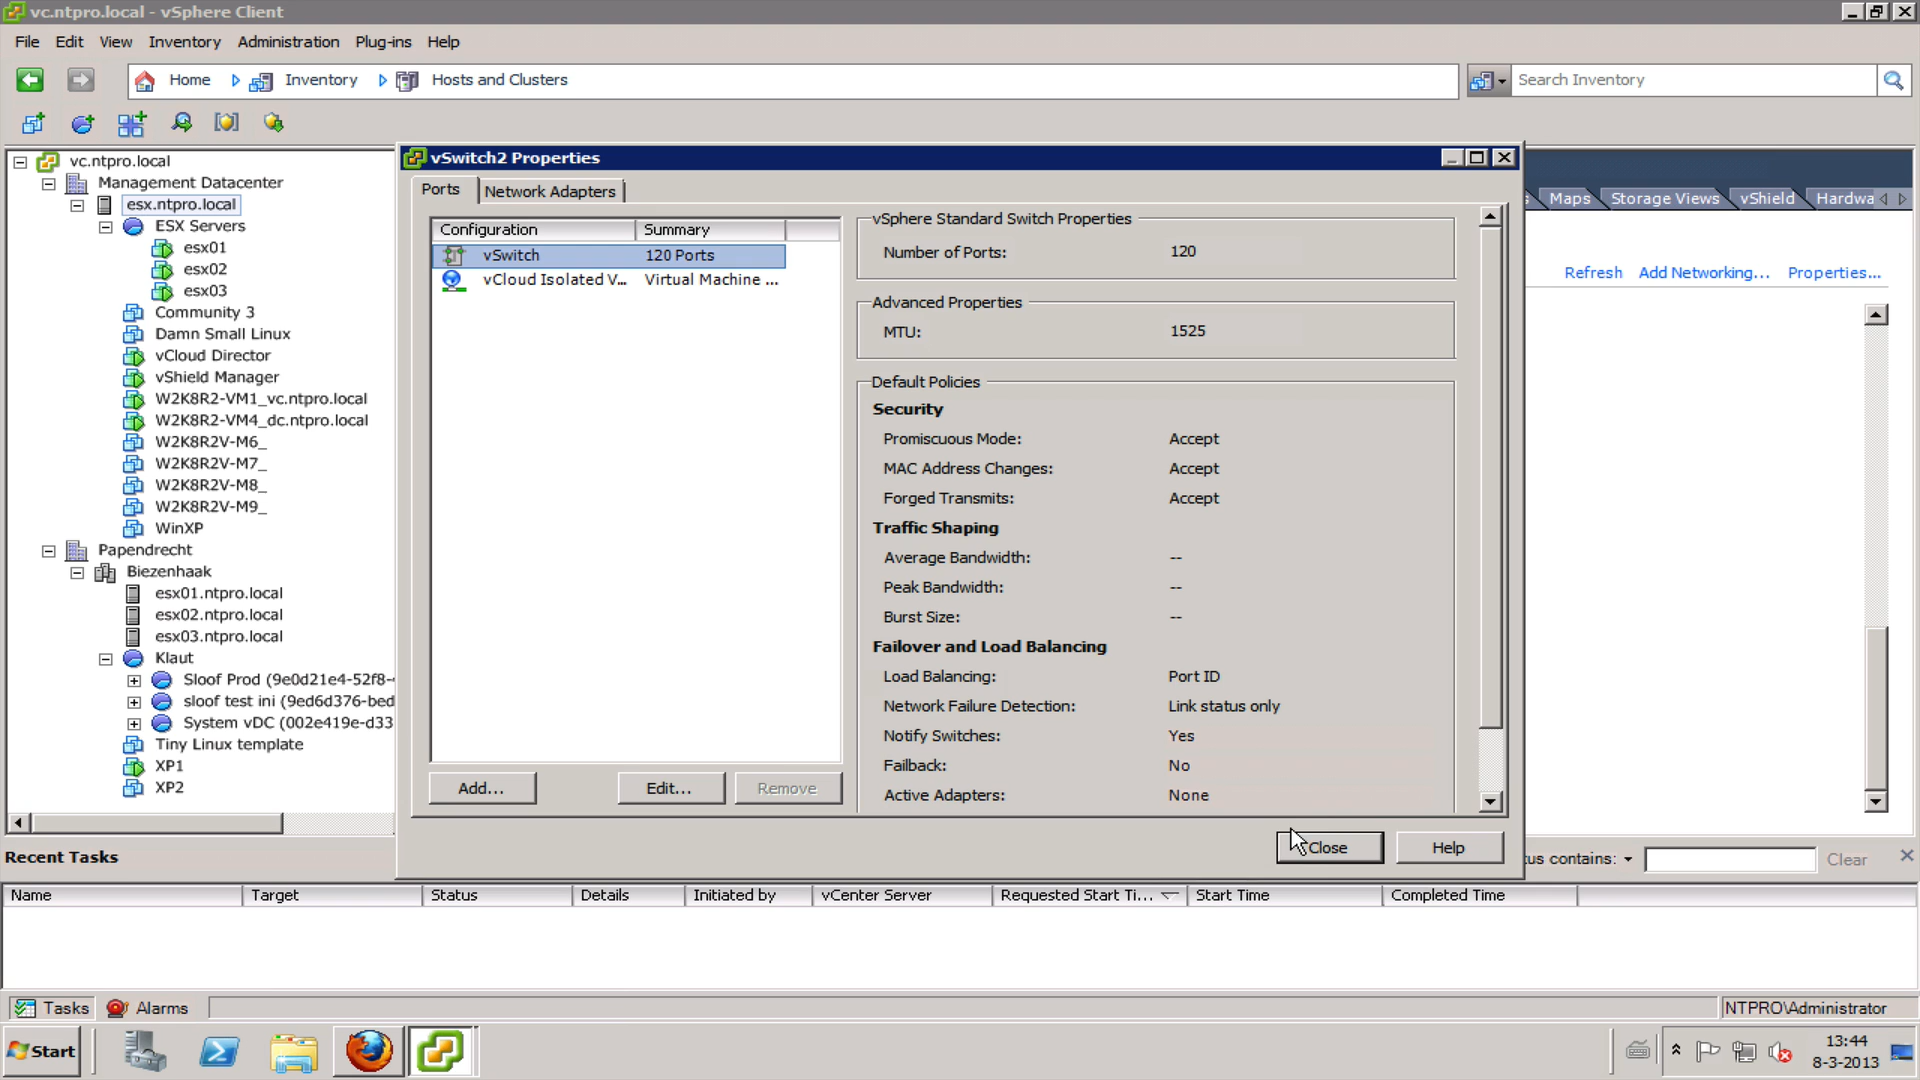 vc.ntpro.local - vSphere Client
File Edit View Inventory Administration Plug-ins Help
Home Inventory Hosts and Clusters
Search Inventory
vc.ntpro.local
Management Datacenter
esx.ntpro.local
ESX Servers
esx01
esx02
esx03
Community 3
Damn Small Linux
vCloud Director
vShield Manager
W2K8R2-VM1_vc.ntpro.local
W2K8R2-VM4_dc.ntpro.local
W2K8R2V-M6_
W2K8R2V-M7_
W2K8R2V-M8_
W2K8R2V-M9_
WinXP
Papendrecht
Biezenhaak
esx01.ntpro.local
esx02.ntpro.local
esx03.ntpro.local
Klaut
Sloof Prod (9e0d21e4-52f8-
sloof test ini (9ed6d376-bed
System vDC (002e419e-d33
Tiny Linux template
XP1
XP2
vSwitch2 Properties
Ports Network Adapters
Configuration Summary
vSwitch 120 Ports
vCloud Isolated V... Virtual Machine ...
Add... Edit... Remove
vSphere Standard Switch Properties
Number of Ports: 120
Advanced Properties
MTU: 1525
Default Policies
Security
Promiscuous Mode: Accept
MAC Address Changes: Accept
Forged Transmits: Accept
Traffic Shaping
Average Bandwidth: --
Peak Bandwidth: --
Burst Size: --
Failover and Load Balancing
Load Balancing: Port ID
Network Failure Detection: Link status only
Notify Switches: Yes
Failback: No
Active Adapters: None
Close Help
s Maps Storage Views vShield Hardwa
Refresh Add Networking... Properties...
Recent Tasks
tus contains: Clear
Name Target Status Details Initiated by vCenter Server Requested Start Ti... Start Time Completed Time
Tasks Alarms
NTPRO\Administrator
Start
13:44
8-3-2013